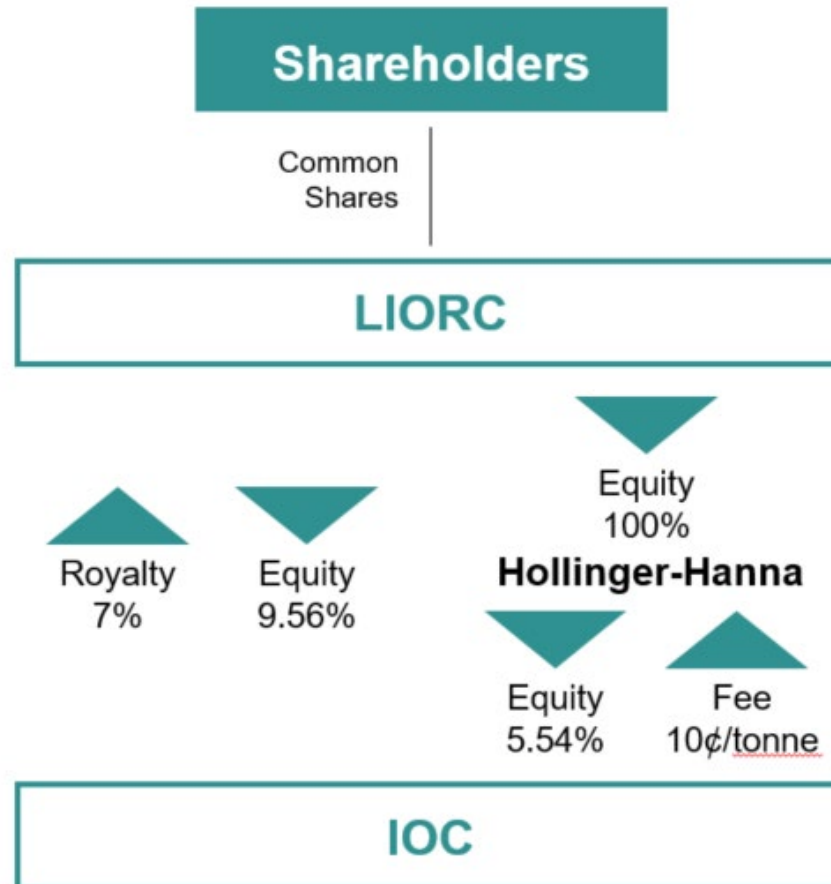 Shareholders
Common
Shares
LIORC
Equity
100%
Hollinger-Hanna
Royalty
7%
Equity
9.56%
Equity
5.54%
Fee
10¢/tonne
IOC